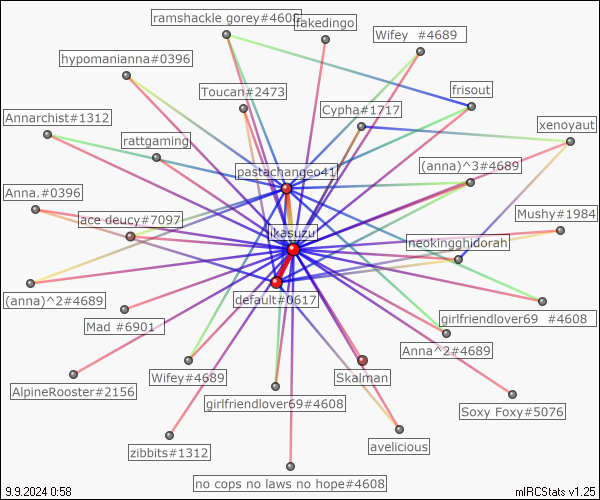 ramshackle gorey#4608
fakedingo
Wifey  #4689
hypomanianna#0396
Toucan#2473
frisout
Cypha#1717
Annarchist#1312
xenoyaut
rattgaming
(anna)^3#4689
pastachangeo41
Anna.#0396
ace deucy#7097
Mushy#1984
likasuzu
neokingghidorah
(anna)^2#4689
default#0617
girlfriendlover69  #4608
Mad #6901
Anna^2#4689
Wifey#4689
Skalman
AlpineRooster#2156
girlfriendlover69#4608
Soxy Foxy#5076
avelicious
zibbits#1312
no cops no laws no hope#4608
9.9.2024 0:58
mIRCStats v1.25